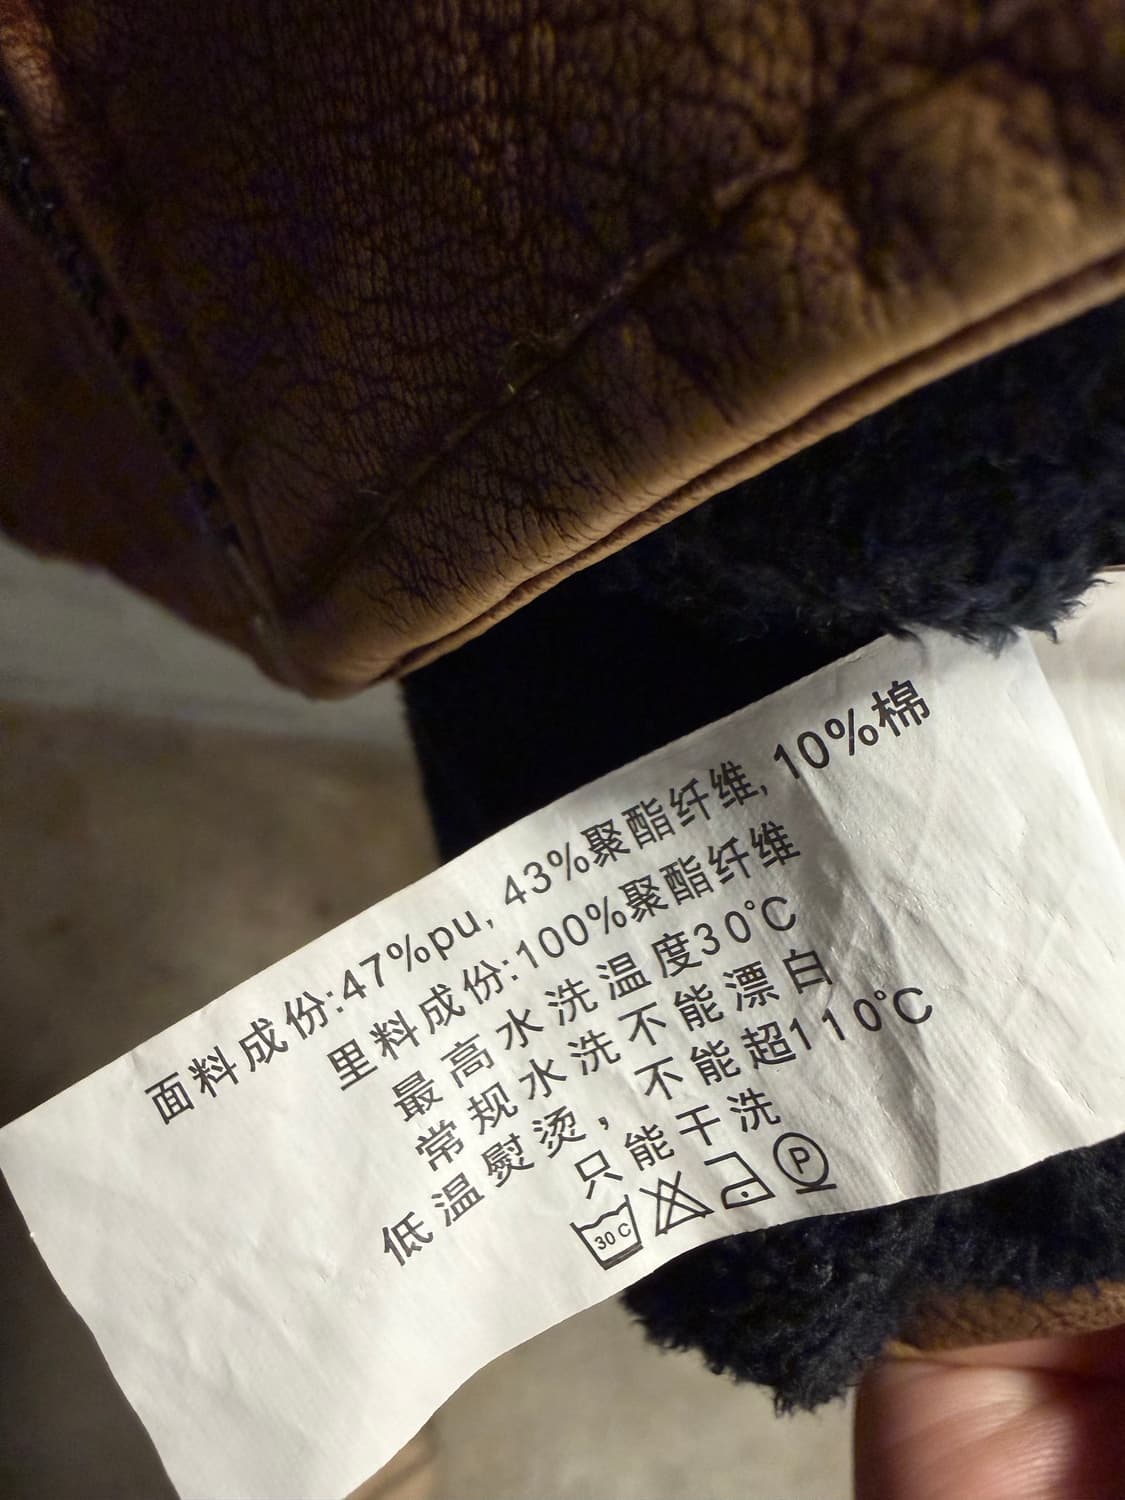 面料成份:47%pu, 43%聚酯纤维, 10%棉
里料成份:100%聚酯纤维
最高水洗温度30℃
常规水洗不能漂白
低温熨烫，不能超110℃
只能干洗
30 C P